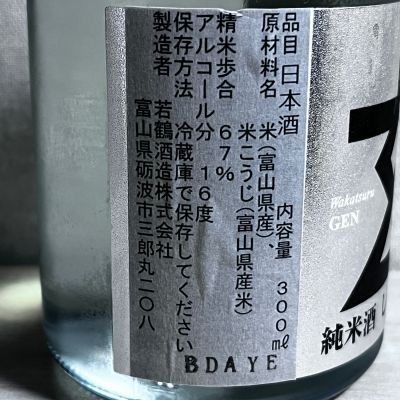 品目 日本酒
原材料名 米(富山県産)、
米こうじ(富山県産米)
内容量 300ml
精米歩合 67%
アルコール分 16度
保存方法 冷蔵庫で保存してください
製造者 若鶴酒造株式会社
富山県砺波市三郎丸二〇八
BDAYE
Wakatsuru
GEN
純米酒